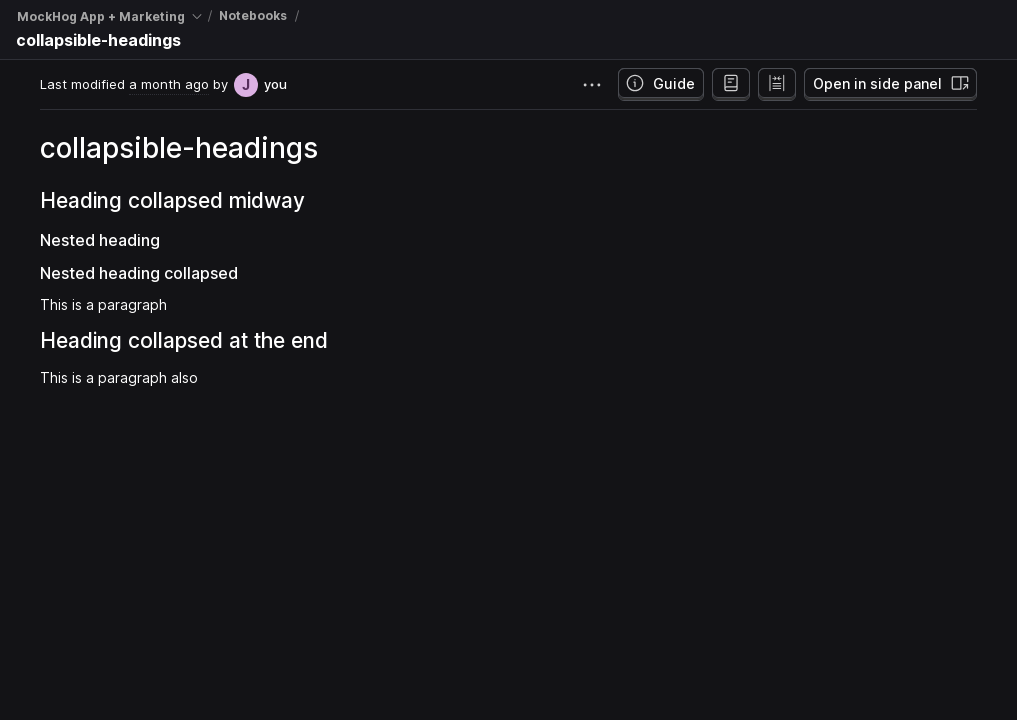 MockHog App + Marketing / Notebooks /
collapsible-headings
Last modified a month ago by J you
Guide
Open in side panel
collapsible-headings
Heading collapsed midway
Nested heading
Nested heading collapsed
This is a paragraph
Heading collapsed at the end
This is a paragraph also